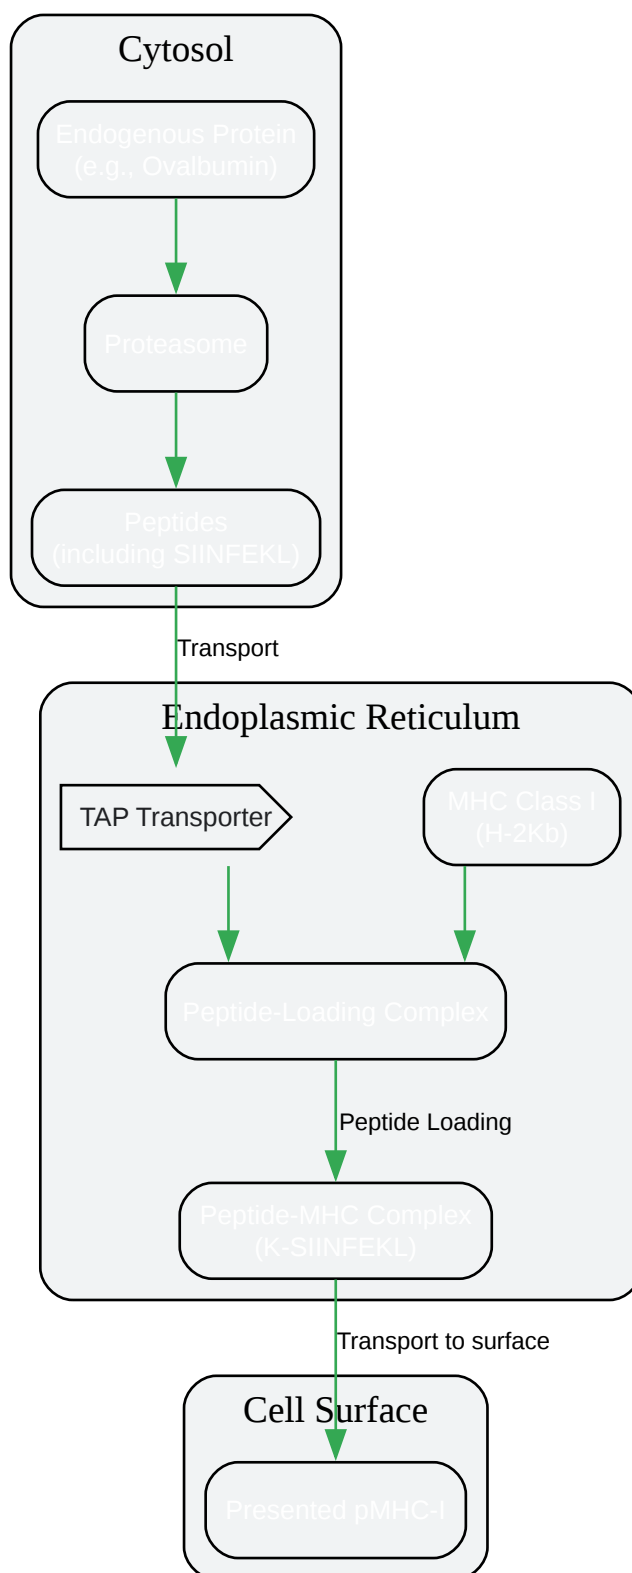 Cytosol
Endogenous Protein
(e.g., Ovalbumin)
Proteasome
Peptides
(including SIINFEKL)
Transport
Endoplasmic Reticulum
TAP Transporter
MHC Class I
(H-2Kb)
Peptide-Loading Complex
Peptide Loading
Peptide-MHC Complex
(K-SIINFEKL)
Transport to surface
Cell Surface
Presented pMHC-I